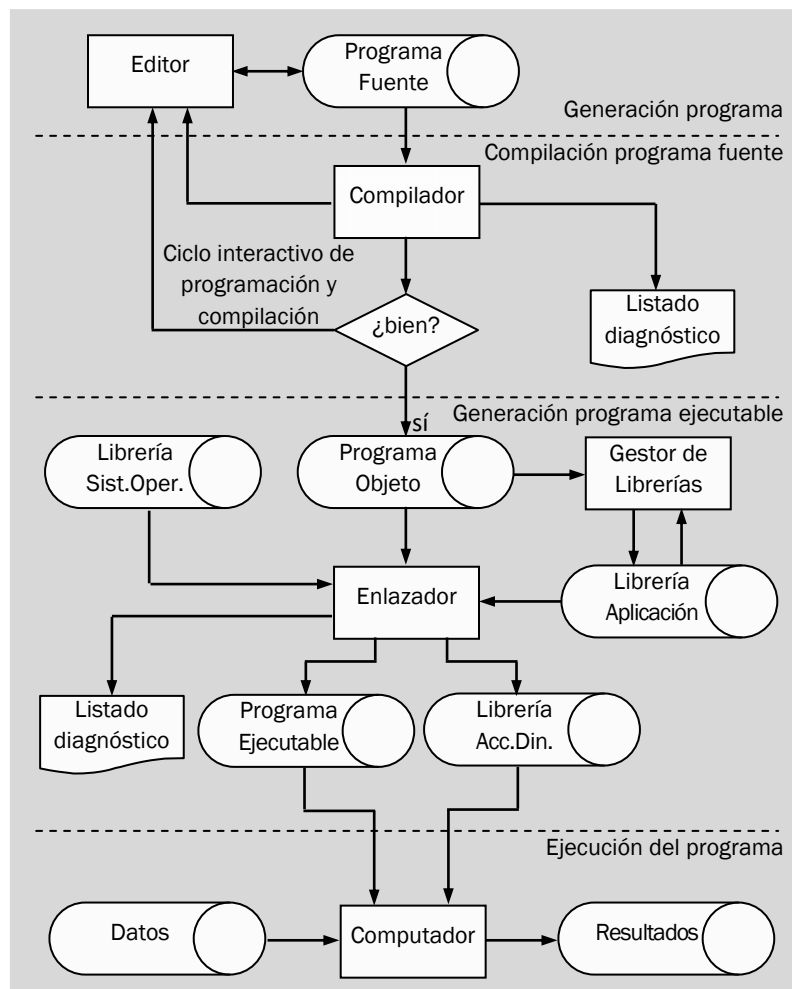 Editor
Programa
Fuente
Generación programa
Compilación programa fuente
Compilador
Ciclo interactivo de
programación y
compilación
¿bien?
Listado
diagnóstico
sí
Generación programa ejecutable
Librería
Sist.Oper.
Programa
Objeto
Gestor de
Librerías
Enlazador
Librería
Aplicación
Listado
diagnóstico
Programa
Ejecutable
Librería
Acc.Din.
Ejecución del programa
Datos
Computador
Resultados